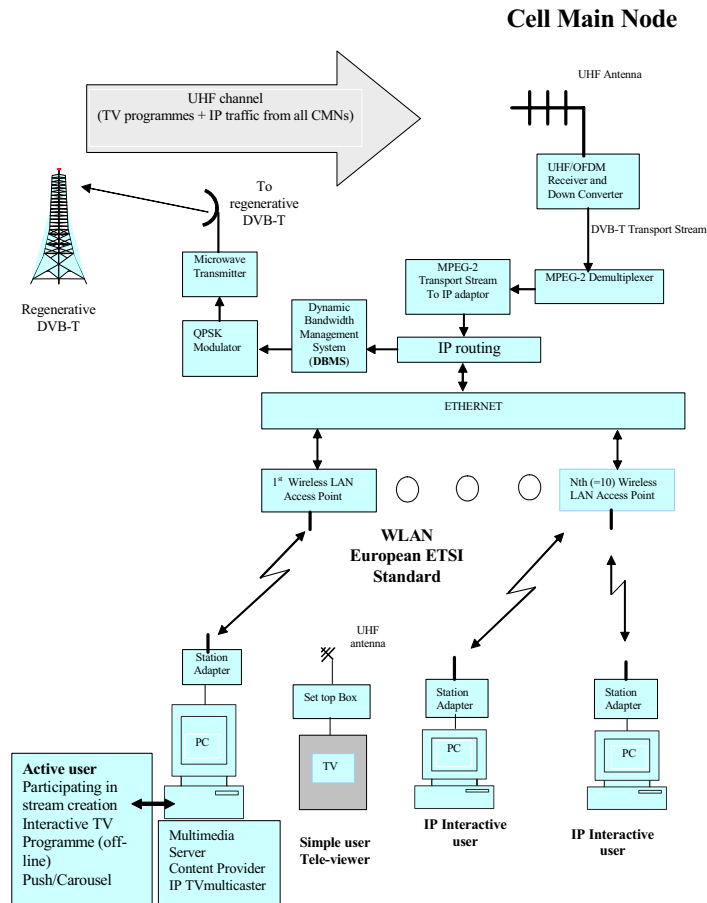 Cell Main Node
UHF Antenna
UHF channel
(TV programmes + IP traffic from all CMNs)
UHF/OFDM
Receiver and
Down Converter
To
regenerative
DVB-T
DVB-T Transport Stream
Microwave
Transmitter
MPEG-2
Transport Stream
To IP adaptor
MPEG-2 Demultiplexer
Regenerative
DVB-T
QPSK
Modulator
Dynamic
Bandwidth
Management
System
(DBMS)
IP routing
ETHERNET
1st Wireless LAN
Access Point
Nth (=10) Wireless
LAN Access Point
WLAN
European ETSI
Standard
UHF
antenna
Station
Adapter
Set top Box
Station
Adapter
Station
Adapter
PC
TV
PC
PC
Active user
Participating in
stream creation
Interactive TV
Programme (off-
line)
Push/Carousel
Multimedia
Server
Content Provider
IP TVmulticaster
Simple user
Tele-viewer
IP Interactive
user
IP Interactive
user